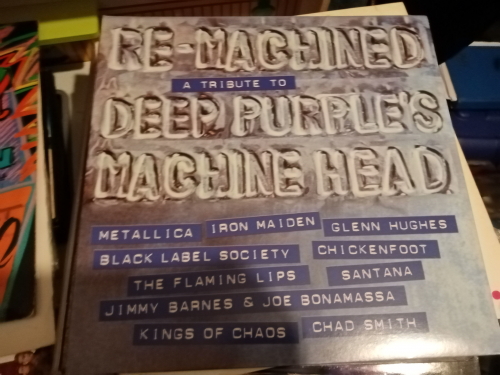 RE-MACHINED
A TRIBUTE TO
DEEP PURPLE'S
MACHINE HEAD
METALLICA IRON MAIDEN GLENN HUGHES
BLACK LABEL SOCIETY CHICKENFOOT
THE FLAMING LIPS SANTANA
JIMMY BARNES & JOE BONAMASSA
KINGS OF CHAOS CHAD SMITH